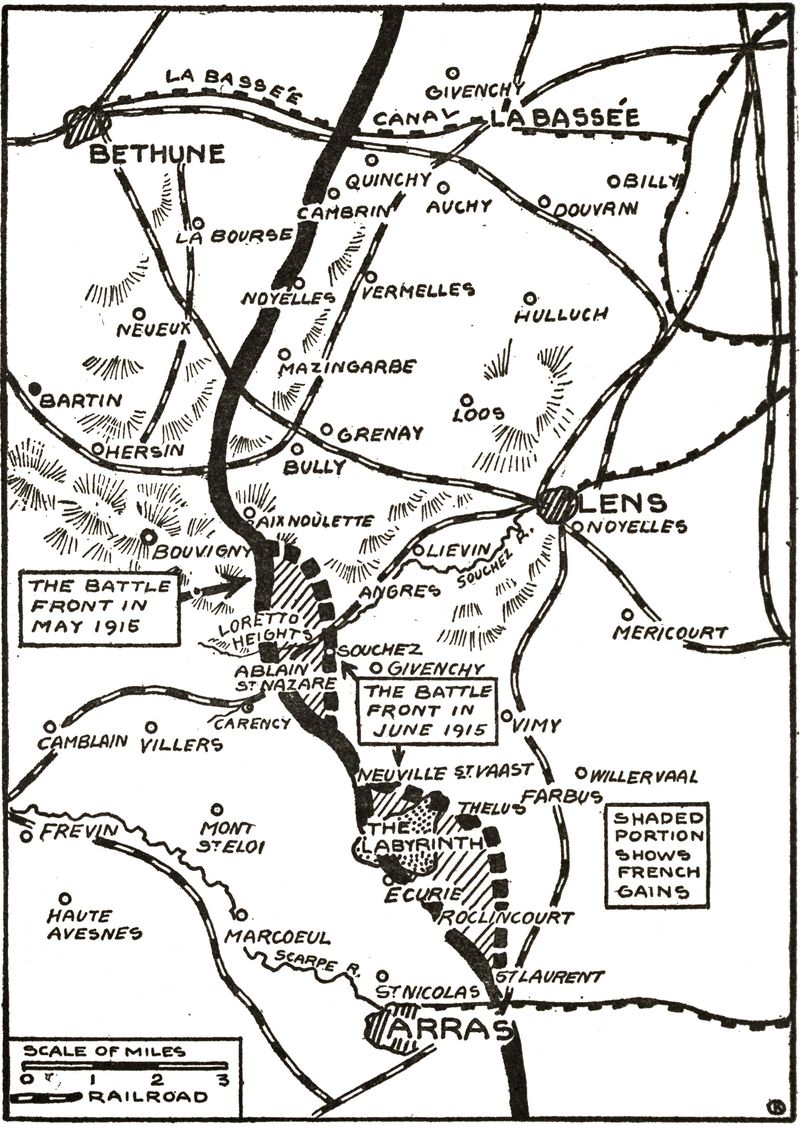 LA BASSÉE
GIVENCHY
CANAL
LA BASSÉE
BETHUNE
QUINCHY
BILLY
CAMBRIN
AUCHY
DOUVRIN
LA BOURSE
NOYELLES
VERMELLES
NEUEUX
HULLUCH
MAZINGARBE
BARTIN
LOOS
GRENAY
HERSIN
BULLY
LENS
AIX NOULETTE
NOYELLES
LIEVIN
BOUVIGNY
SOUCHEZ R.
ANGRES
THE BATTLE
FRONT IN
MAY 1915
LORETTO
HEIGHTS
MERICOURT
SOUCHEZ
GIVENCHY
ABLAIN
ST NAZARE
THE BATTLE
FRONT IN
JUNE 1915
CARENCY
VIMY
CAMBLAIN
VILLERS
NEUVILLE ST. VAAST
WILLERVAAL
THELUS
FARBUS
SHADED
PORTION
SHOWS
FRENCH
GAINS
FREVIN
MONT
ST ELOI
THE
LABYRINTH
ECURIE
HAUTE
AVESNES
ROCLINCOURT
MARCOEUL
SCARPE R.
ST LAURENT
ST NICOLAS
ARRAS
SCALE OF MILES
0 1 2 3
RAILROAD